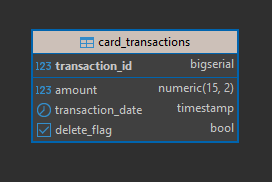 card_transactions
123 transaction_id bigserial
123 amount numeric(15, 2)
transaction_date timestamp
delete_flag bool